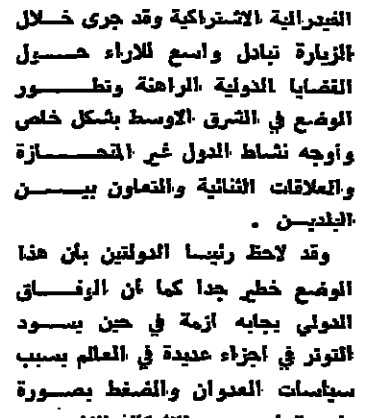 الفيدرالية الاشتراكية وقد جرى خلال
الزيارة تبادل واسع للاراء حول
القضايا الدولية الراهنة وتطور
الوضع في الشرق الاوسط بشكل خاص
وأوجه نشاط الدول غير المنحازة
والعلاقات الثنائية والتعاون بين
البلدين .
وقد لاحظ رئيسا الدولتين بأن هذا
الوضع خطير جدا كما أن الوفاق
الدولي يجابه ازمة في حين يسود
التوتر في اجزاء عديدة في العالم بسبب
سياسات العدوان والضغط بصورة